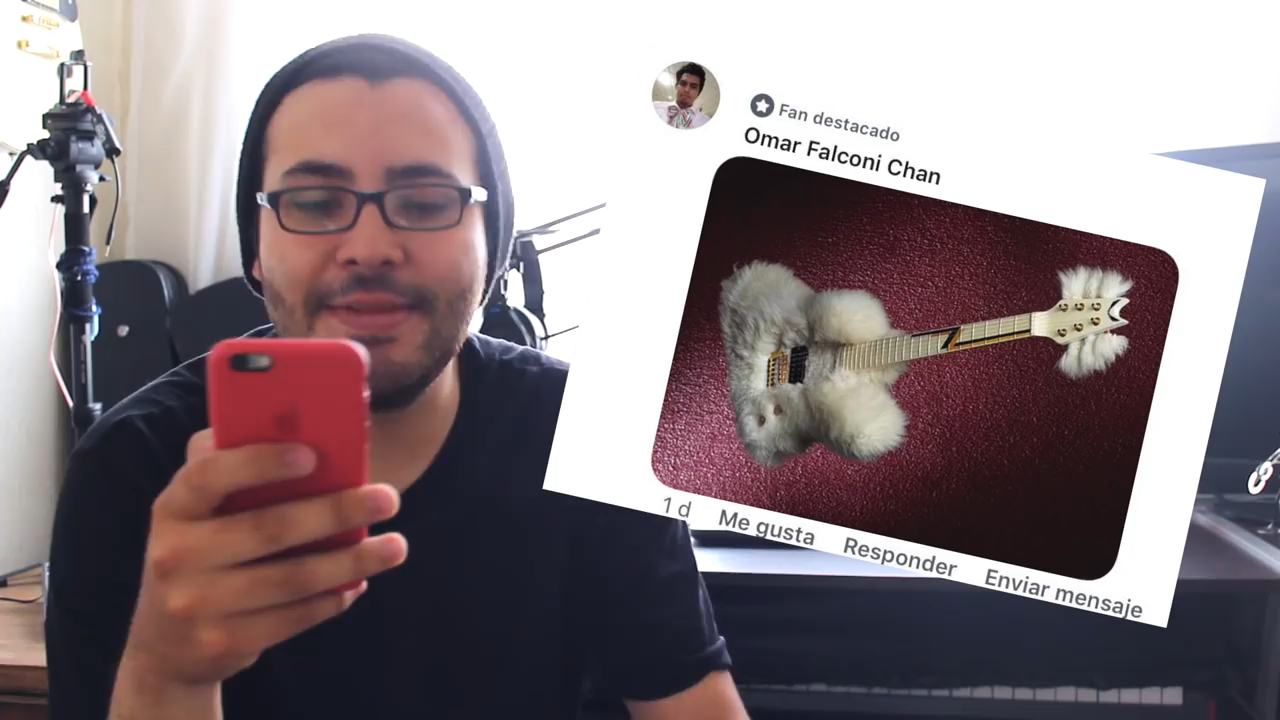 Fan destacado
Omar Falconi Chan
1 d Me gusta Responder Enviar mensaje